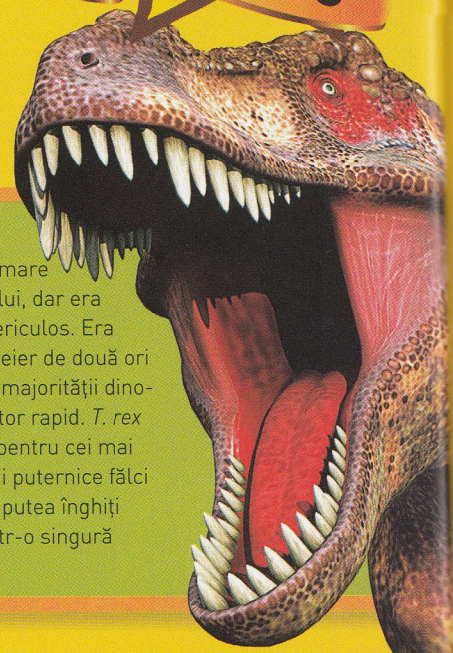 mare
lui, dar era
ericulos. Era
eier de două ori
majorității dino-
tor rapid. T. rex
pentru cei mai
i puternice fălci
putea înghiți
tr-o singură